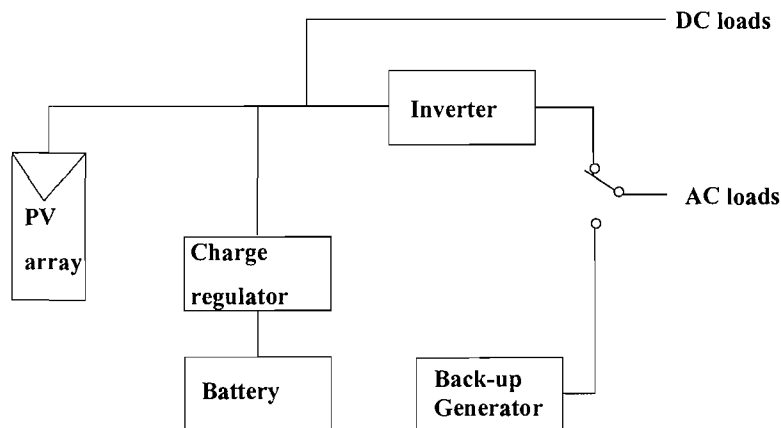 DC loads
Inverter
PV
array
AC loads
Charge
regulator
Battery
Back-up
Generator